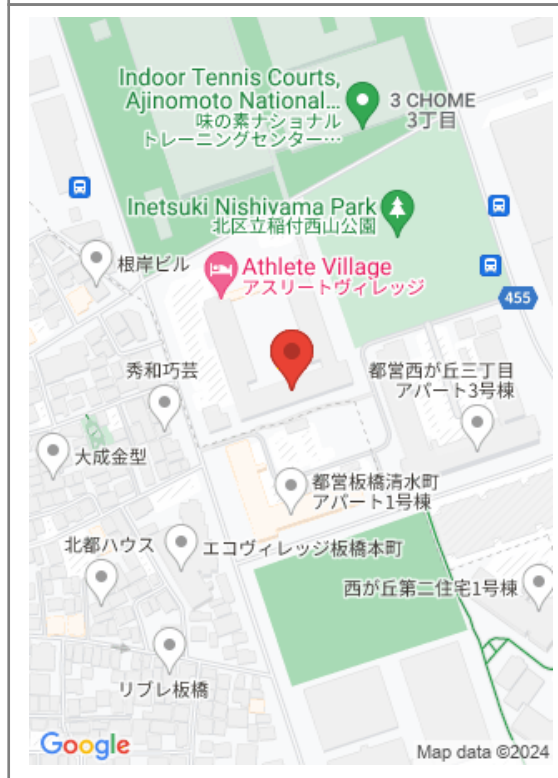 Indoor Tennis Courts,
Ajinomoto National...
味の素ナショナル
トレーニングセンター…
3 CHOME
3丁目
Inetsuki Nishiyama Park
北区立稲付西山公園
根岸ビル
Athlete Village
アスリートヴィレッジ
455
秀和巧芸
都営西が丘三丁目
アパート3号棟
大成金型
都営板橋清水町
アパート1号棟
北都ハウス
エコヴィレッジ板橋本町
西が丘第二住宅1号棟
リブレ板橋
Google
Map data ©2024